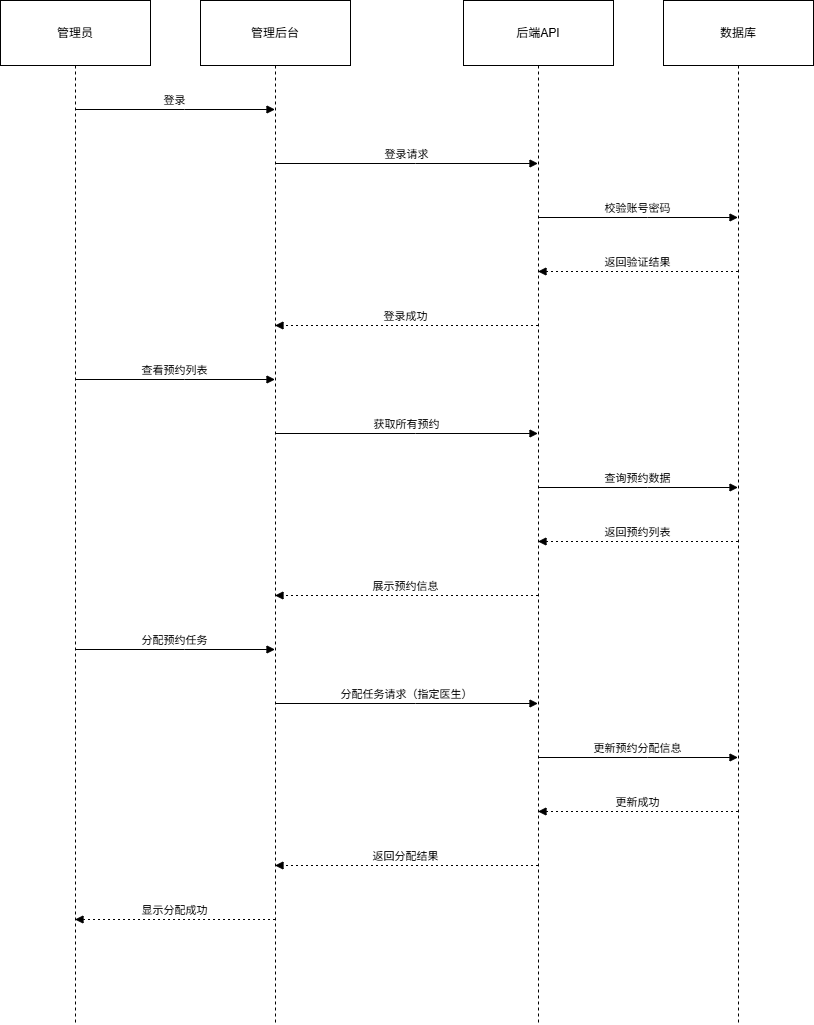 管理员
管理后台
后端API
数据库
登录
登录请求
校验账号密码
返回验证结果
登录成功
查看预约列表
获取所有预约
查询预约数据
返回预约列表
展示预约信息
分配预约任务
分配任务请求（指定医生）
更新预约分配信息
更新成功
返回分配结果
显示分配成功